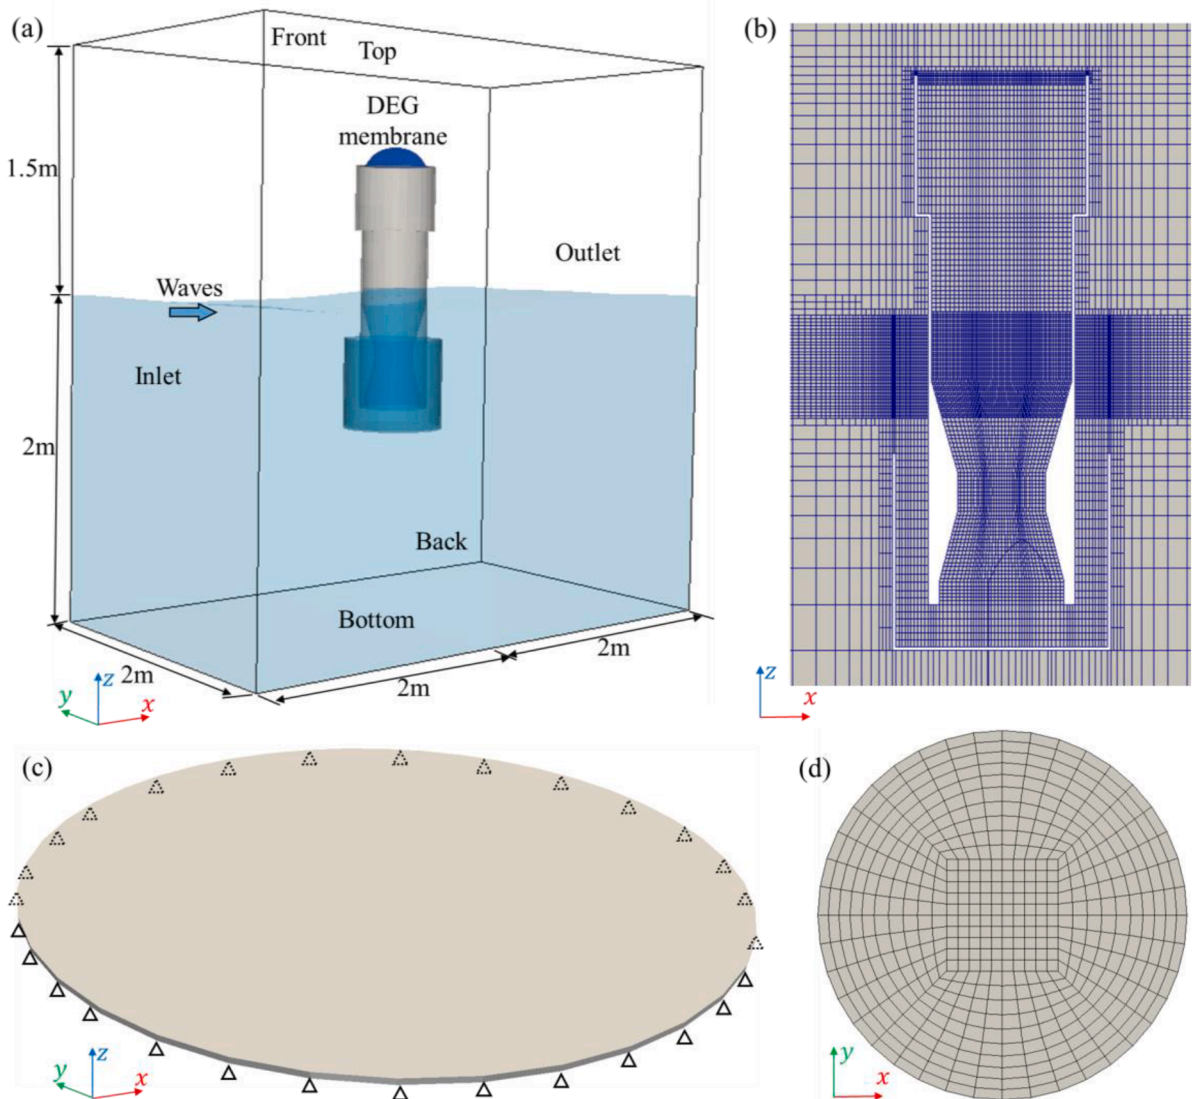 (a)
Front
Top
DEG
membrane
1.5m
Outlet
Waves
Inlet
2m
Back
Bottom
2m
2m
2m
z
y
x
(b)
z
x
(c)
z
y
x
(d)
y
x